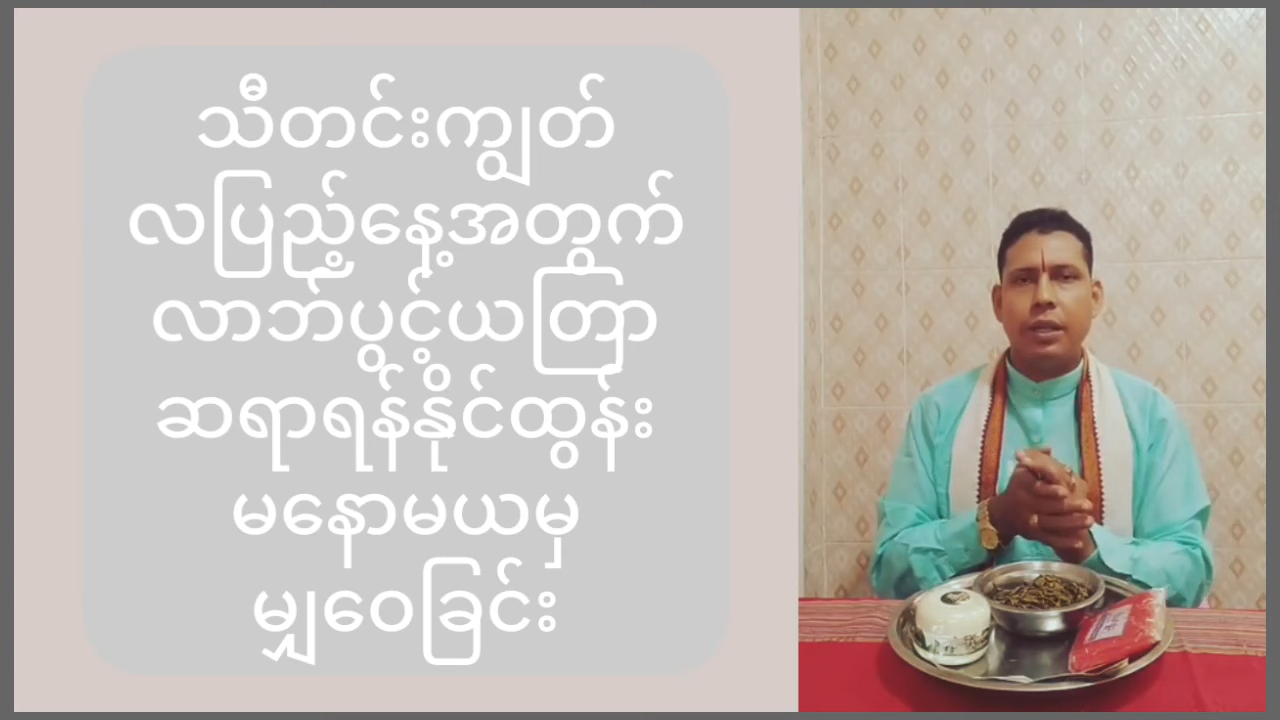 သီတင်းကျွတ်
လပြည့်နေ့အတွက်
လာဘ်ပွင့်ယတြာ
ဆရာရန်နိုင်ထွန်း
မနောမယမှ
မျှဝေခြင်း